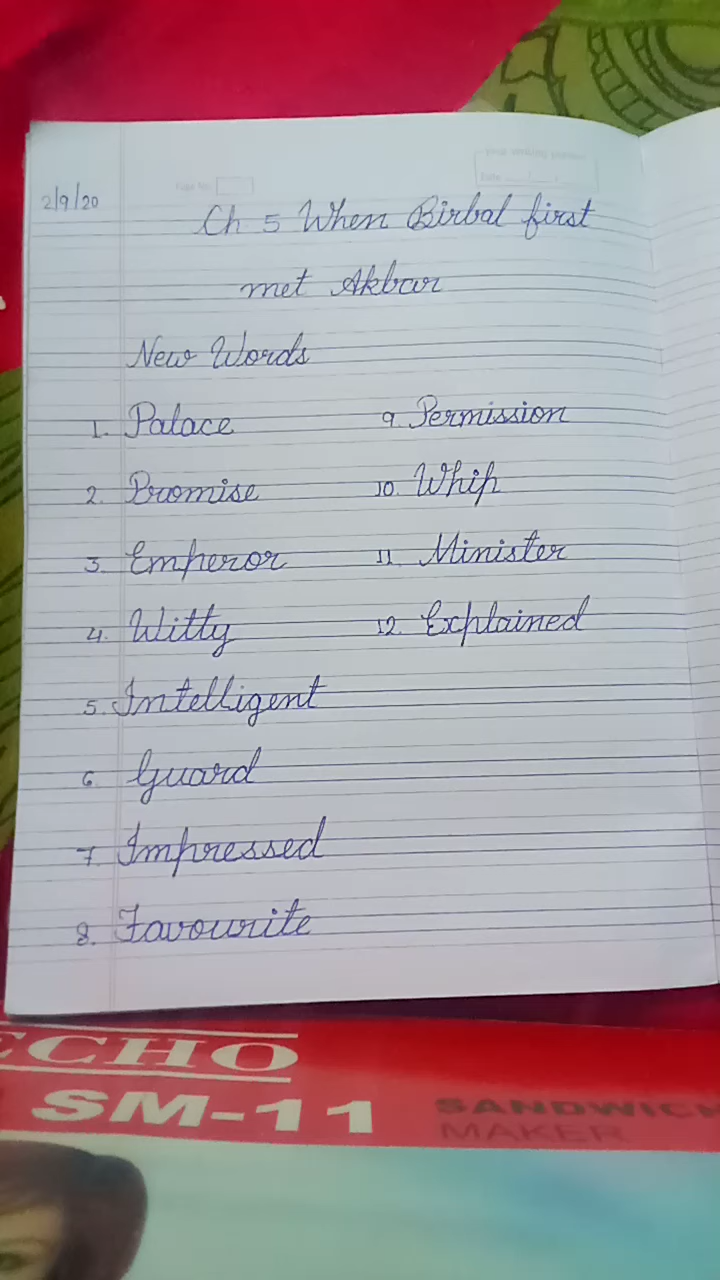 2/9/20
Ch 5 When Birbal first
met Akbar
New Words
1. Palace
2. Promise
3. Emperor
4. Witty
5. Intelligent
6. Guard
7. Impressed
8. Favourite
9. Permission
10. Whip
11. Minister
12. Explained
ECHO
SM-11
SANDWICH
MAKER